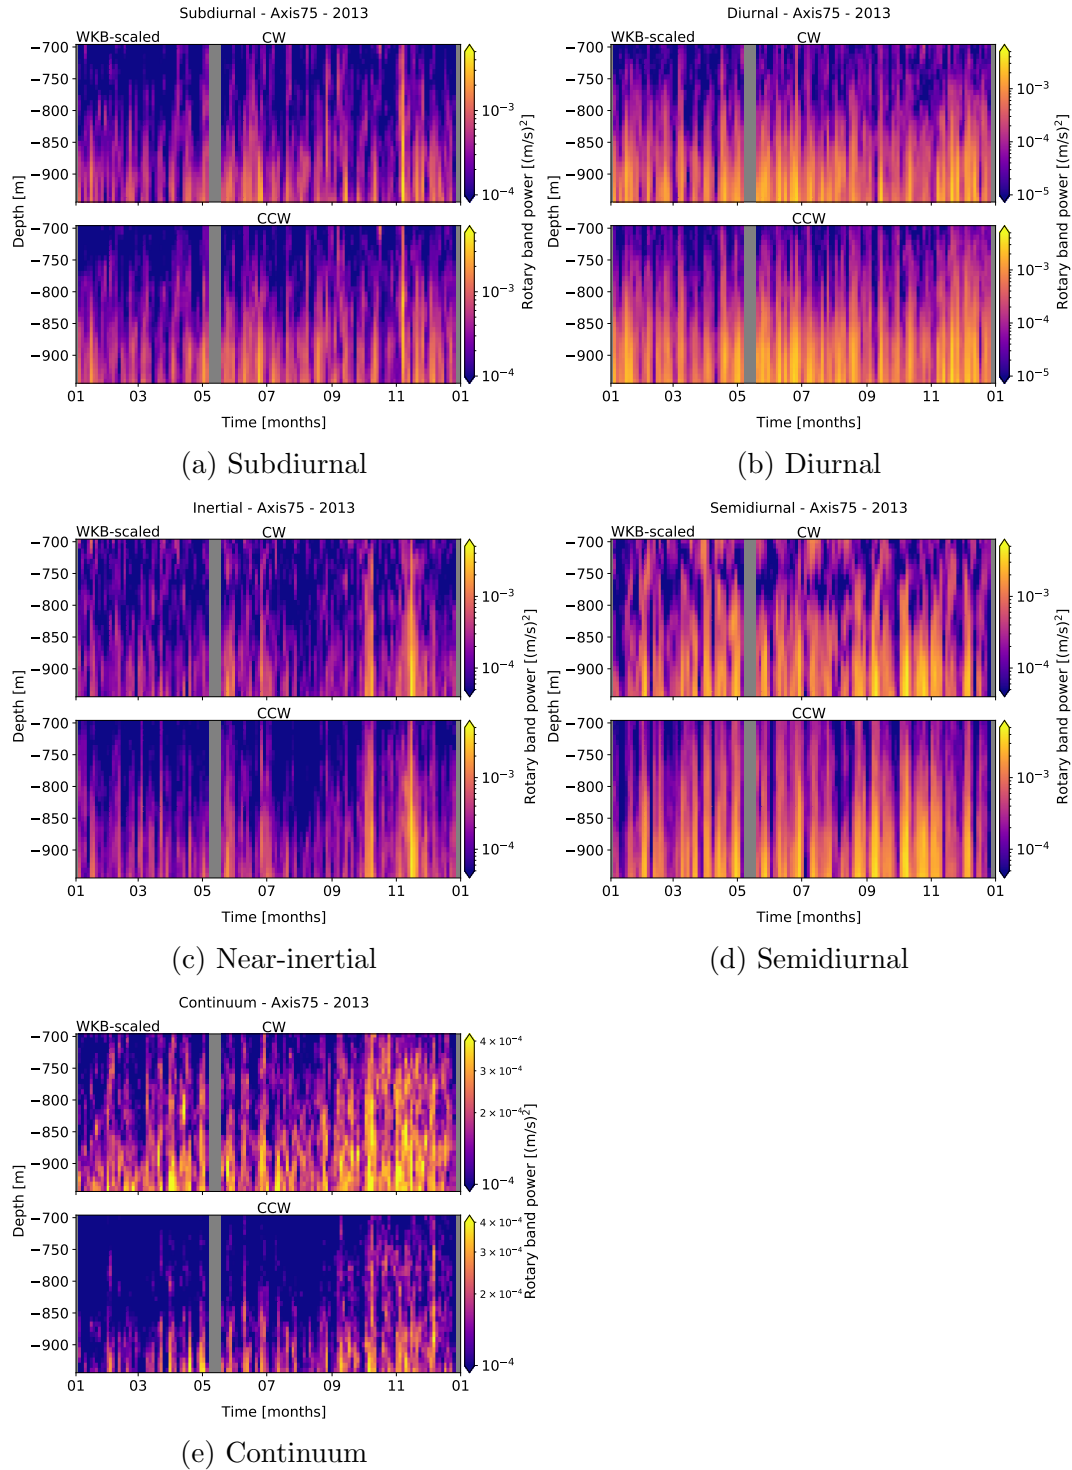 Subdiurnal - Axis75 - 2013
WKB-scaled CW
−700
−750
−800
−850
−900
10⁻³
10⁻⁴
CCW
−700
−750
−800
−850
−900
10⁻³
10⁻⁴
Depth [m]
Rotary band power [(m/s)²]
01 03 05 07 09 11 01
Time [months]
(a) Subdiurnal
Diurnal - Axis75 - 2013
WKB-scaled CW
−700
−750
−800
−850
−900
10⁻³
10⁻⁴
10⁻⁵
CCW
−700
−750
−800
−850
−900
10⁻³
10⁻⁴
10⁻⁵
Depth [m]
Rotary band power [(m/s)²]
01 03 05 07 09 11 01
Time [months]
(b) Diurnal
Inertial - Axis75 - 2013
WKB-scaled CW
−700
−750
−800
−850
−900
10⁻³
10⁻⁴
CCW
−700
−750
−800
−850
−900
10⁻³
10⁻⁴
Depth [m]
Rotary band power [(m/s)²]
01 03 05 07 09 11 01
Time [months]
(c) Near-inertial
Semidiurnal - Axis75 - 2013
WKB-scaled CW
−700
−750
−800
−850
−900
10⁻³
10⁻⁴
CCW
−700
−750
−800
−850
−900
10⁻³
10⁻⁴
Depth [m]
Rotary band power [(m/s)²]
01 03 05 07 09 11 01
Time [months]
(d) Semidiurnal
Continuum - Axis75 - 2013
WKB-scaled CW
−700
−750
−800
−850
−900
4 × 10⁻⁴
3 × 10⁻⁴
2 × 10⁻⁴
10⁻⁴
CCW
−700
−750
−800
−850
−900
4 × 10⁻⁴
3 × 10⁻⁴
2 × 10⁻⁴
10⁻⁴
Depth [m]
Rotary band power [(m/s)²]
01 03 05 07 09 11 01
Time [months]
(e) Continuum